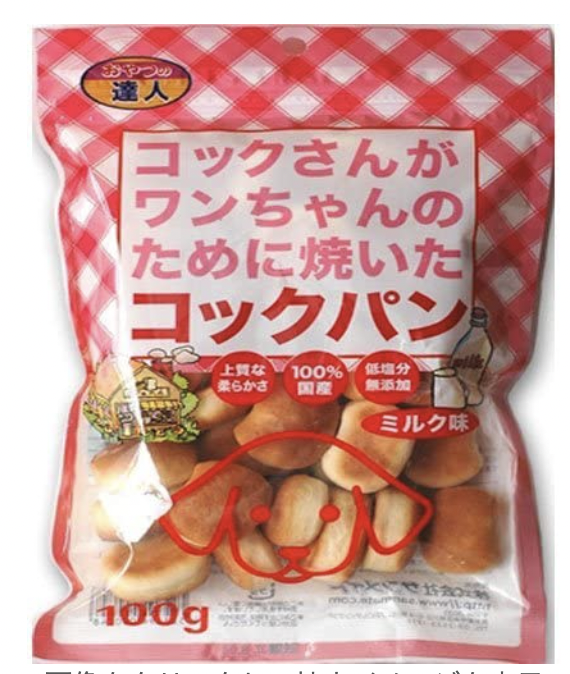 おやつの
達人
コックさんが
ワンちゃんの
ために焼いた
コックパン
上質な
柔らかさ
100%
国産
低塩分
無添加
milk
ミルク味
100g